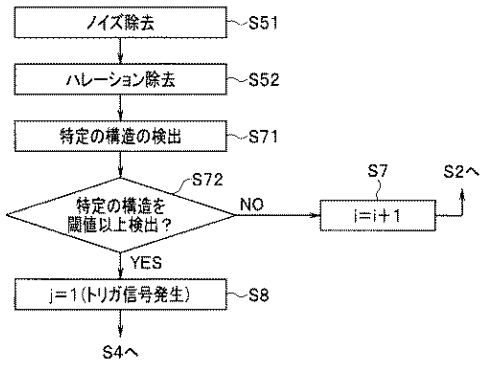 ノイズ除去
S51
ハレーション除去
S52
特定の構造の検出
S71
S72
特定の構造を
閾値以上検出?
NO
S7
i=i+1
S2へ
YES
j=1(トリガ信号発生)
S8
S4へ